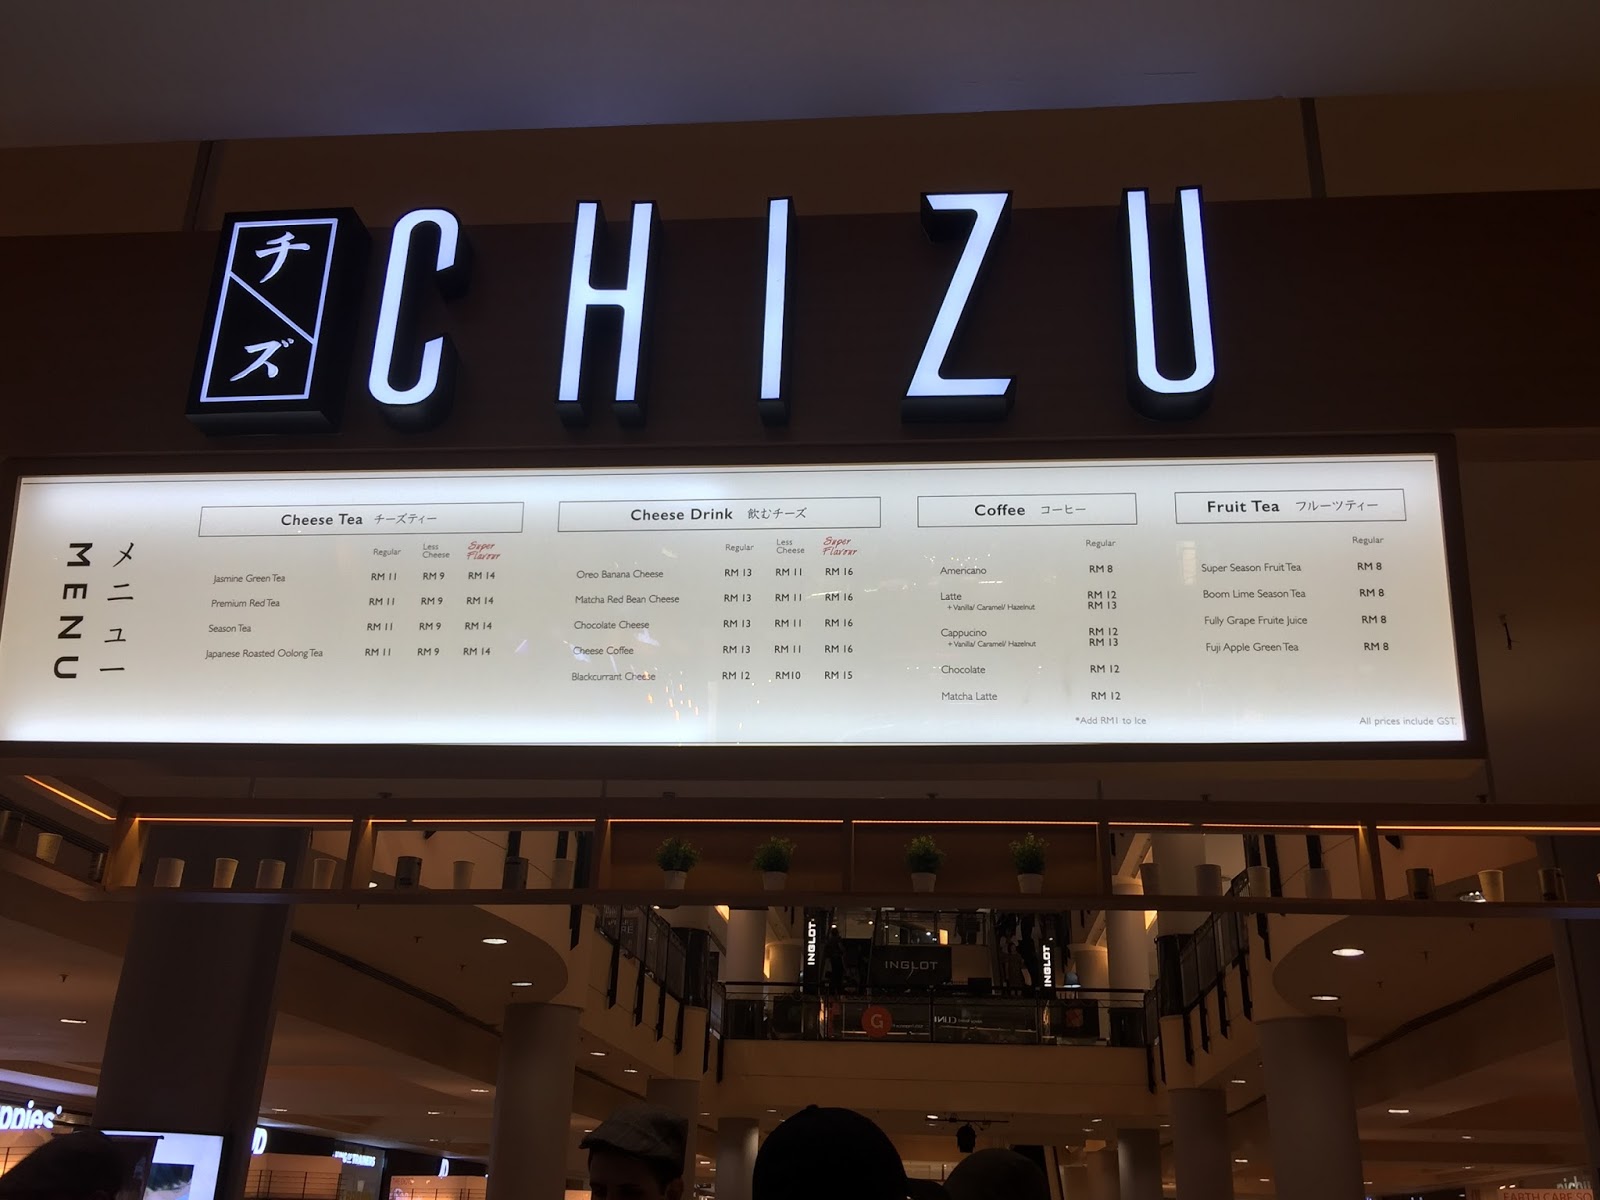 チ
ズ
CHIZU
メニュー
MENU
Cheese Tea チーズティー
Regular Less Cheese Super Flavour
Jasmine Green Tea RM 11 RM 9 RM 14
Premium Red Tea RM 11 RM 9 RM 14
Season Tea RM 11 RM 9 RM 14
Japanese Roasted Oolong Tea RM 11 RM 9 RM 14
Cheese Drink 飲むチーズ
Regular Less Cheese Super Flavour
Oreo Banana Cheese RM 13 RM 11 RM 16
Matcha Red Bean Cheese RM 13 RM 11 RM 16
Chocolate Cheese RM 13 RM 11 RM 16
Cheese Coffee RM 13 RM 11 RM 16
Blackcurrant Cheese RM 12 RM10 RM 15
Coffee コーヒー
Regular
Americano RM 8
Latte RM 12
+ Vanilla/ Caramel/ Hazelnut RM 13
Cappucino RM 12
+ Vanilla/ Caramel/ Hazelnut RM 13
Chocolate RM 12
Matcha Latte RM 12
*Add RM1 to Ice
Fruit Tea フルーツティー
Regular
Super Season Fruit Tea RM 8
Boom Lime Season Tea RM 8
Fully Grape Fruite Juice RM 8
Fuji Apple Green Tea RM 8
All prices include GST.
INGLOT
INGLOT
INGLOT
G
ppies'
JD
JD